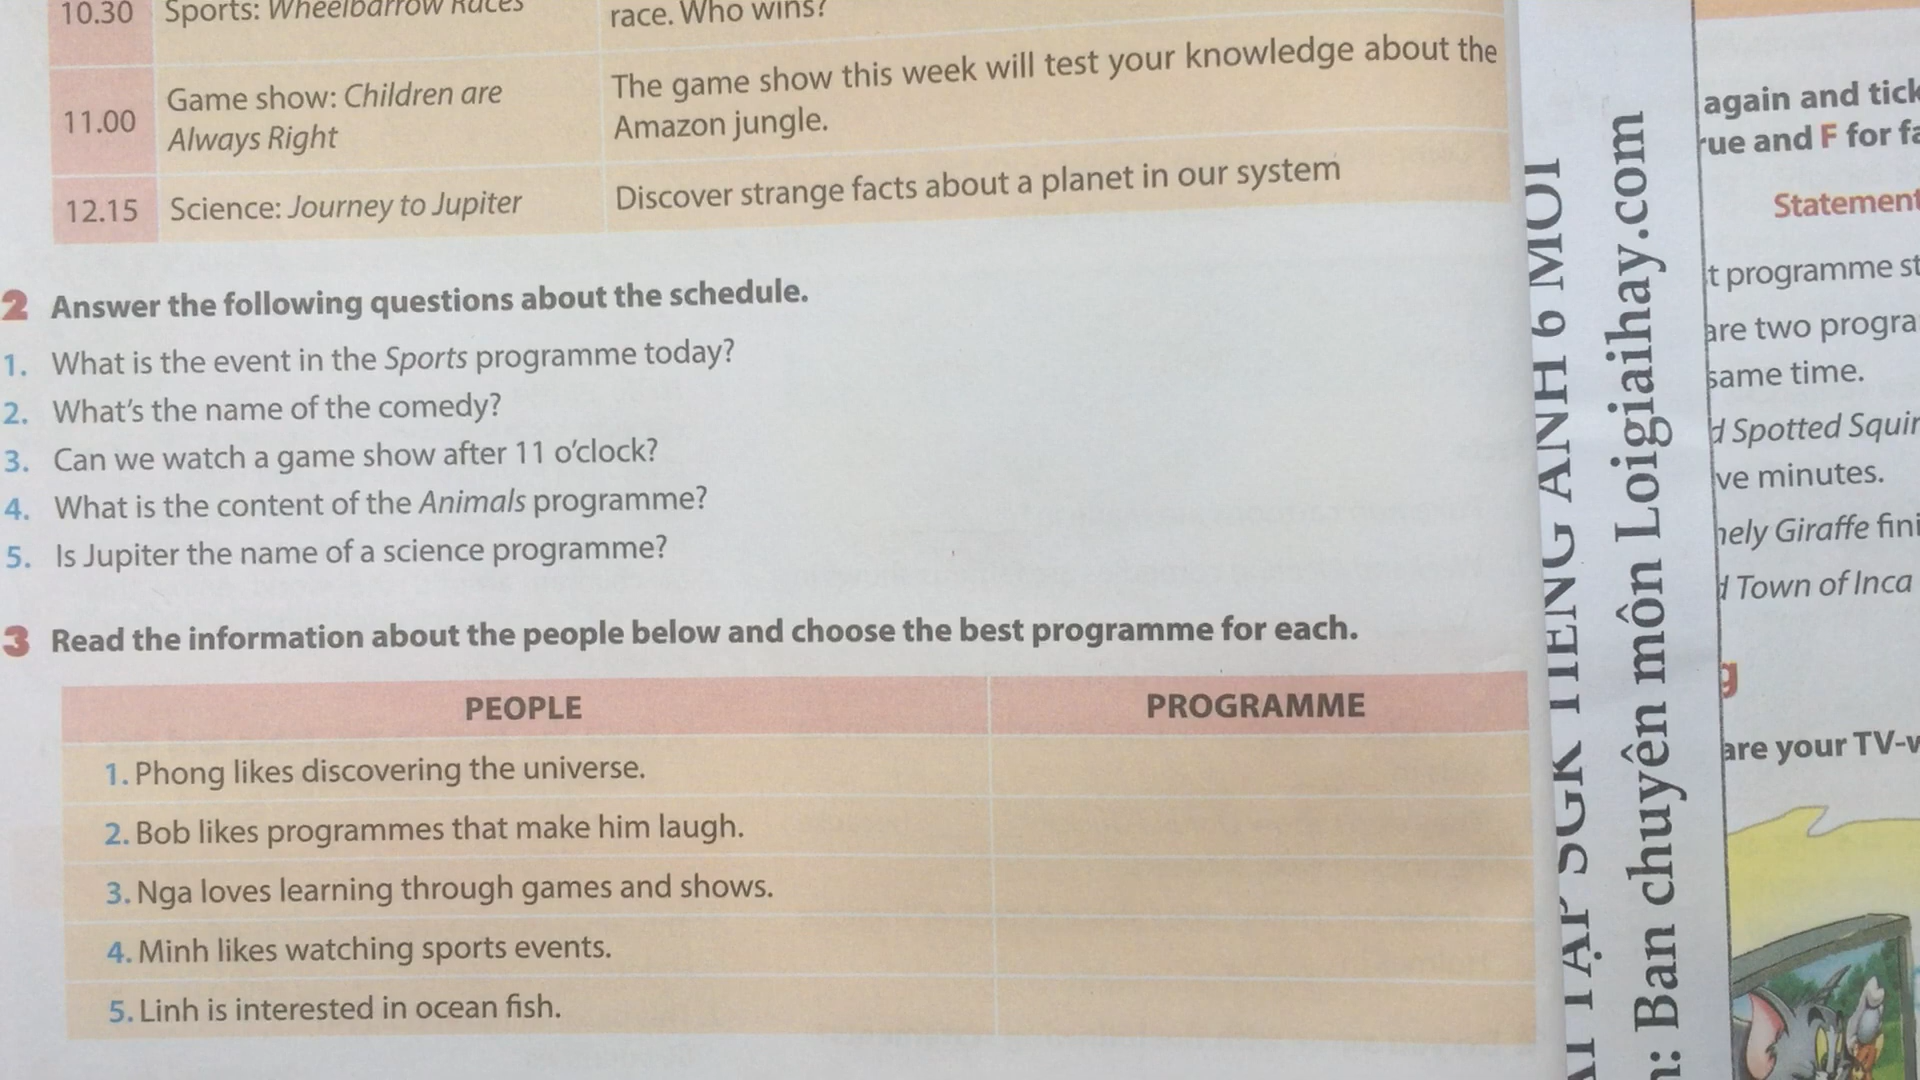 10.30 Sports: Wheelbarrow Races race. Who wins?
11.00 Game show: Children are Always Right
The game show this week will test your knowledge about the
Amazon jungle.
12.15 Science: Journey to Jupiter Discover strange facts about a planet in our system
2 Answer the following questions about the schedule.
1. What is the event in the Sports programme today?
2. What's the name of the comedy?
3. Can we watch a game show after 11 o'clock?
4. What is the content of the Animals programme?
5. Is Jupiter the name of a science programme?
3 Read the information about the people below and choose the best programme for each.
PEOPLE PROGRAMME
1. Phong likes discovering the universe.
2. Bob likes programmes that make him laugh.
3. Nga loves learning through games and shows.
4. Minh likes watching sports events.
5. Linh is interested in ocean fish.
TẬP SGK TIẾNG ANH 6 MỚI
: Ban chuyên môn Loigiaihay.com
again and tick
and F for
Statement
programme
are two
same time.
Spotted
minutes.
Giraffe
Town of Inca
are your